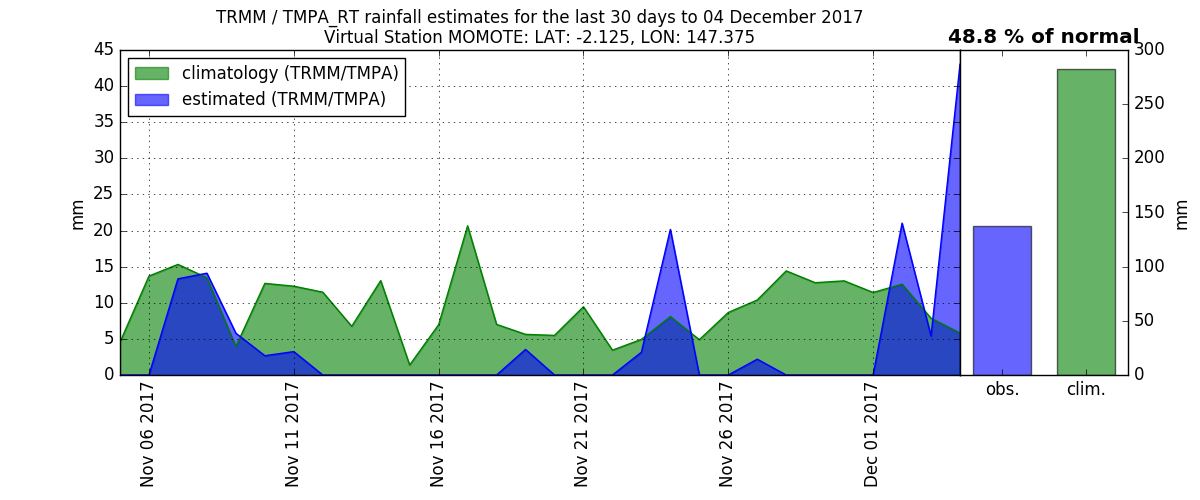 TRMM / TMPA_RT rainfall estimates for the last 30 days to 04 December 2017
Virtual Station MOMOTE: LAT: -2.125, LON: 147.375
48.8 % of normal
climatology (TRMM/TMPA)
estimated (TRMM/TMPA)
45
40
35
30
25
20
15
10
5
0
mm
300
250
200
150
100
50
0
mm
Nov 06 2017
Nov 11 2017
Nov 16 2017
Nov 21 2017
Nov 26 2017
Dec 01 2017
obs.
clim.